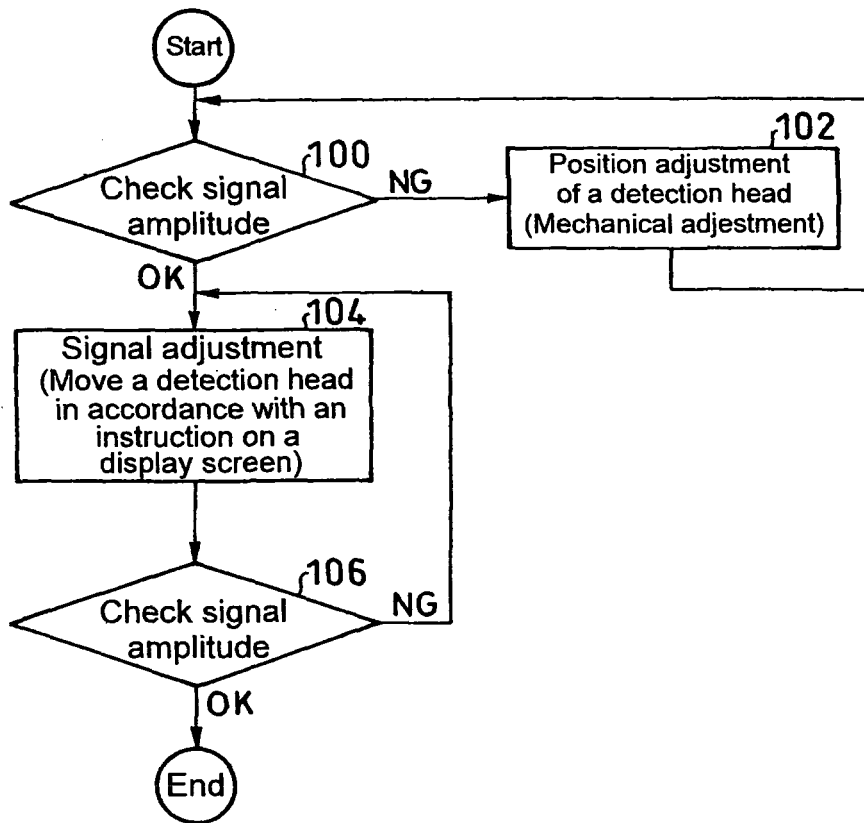 Start
100
Check signal
amplitude
NG
102
Position adjustment
of a detection head
(Mechanical adjestment)
OK
104
Signal adjustment
(Move a detection head
in accordance with an
instruction on a
display screen)
106
Check signal
amplitude
NG
OK
End